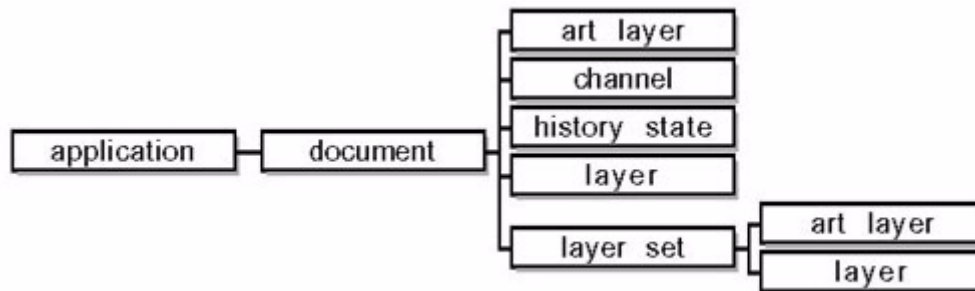 art layer
channel
application
document
history state
layer
layer set
art layer
layer